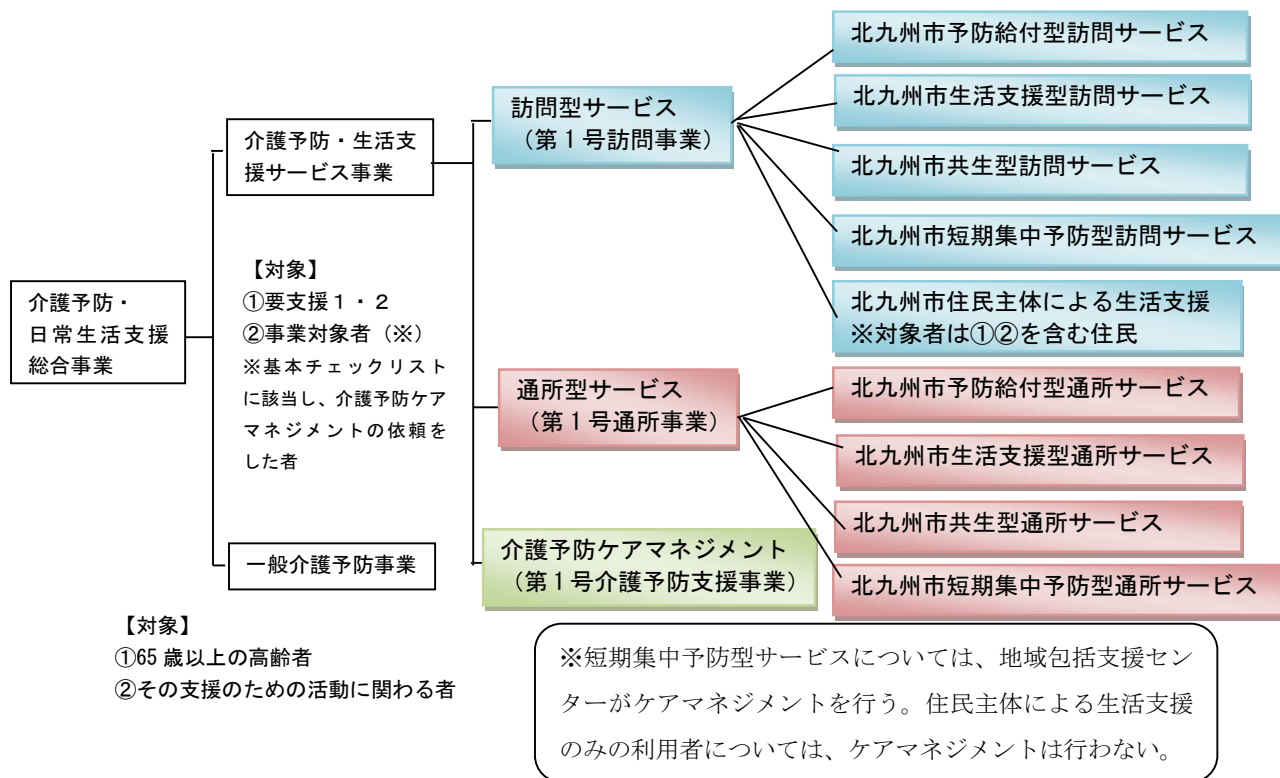 介護予防・
日常生活支援
総合事業
介護予防・生活支
援サービス事業
【対象】
①要支援１・２
②事業対象者（※）
※基本チェックリスト
に該当し、介護予防ケア
マネジメントの依頼を
した者
一般介護予防事業
【対象】
①65 歳以上の高齢者
②その支援のための活動に関わる者
訪問型サービス
（第１号訪問事業）
北九州市予防給付型訪問サービス
北九州市生活支援型訪問サービス
北九州市共生型訪問サービス
北九州市短期集中予防型訪問サービス
北九州市住民主体による生活支援
※対象者は①②を含む住民
通所型サービス
（第１号通所事業）
北九州市予防給付型通所サービス
北九州市生活支援型通所サービス
北九州市共生型通所サービス
北九州市短期集中予防型通所サービス
介護予防ケアマネジメント
（第１号介護予防支援事業）
※短期集中予防型サービスについては、地域包括支援セン
ターがケアマネジメントを行う。住民主体による生活支援
のみの利用者については、ケアマネジメントは行わない。